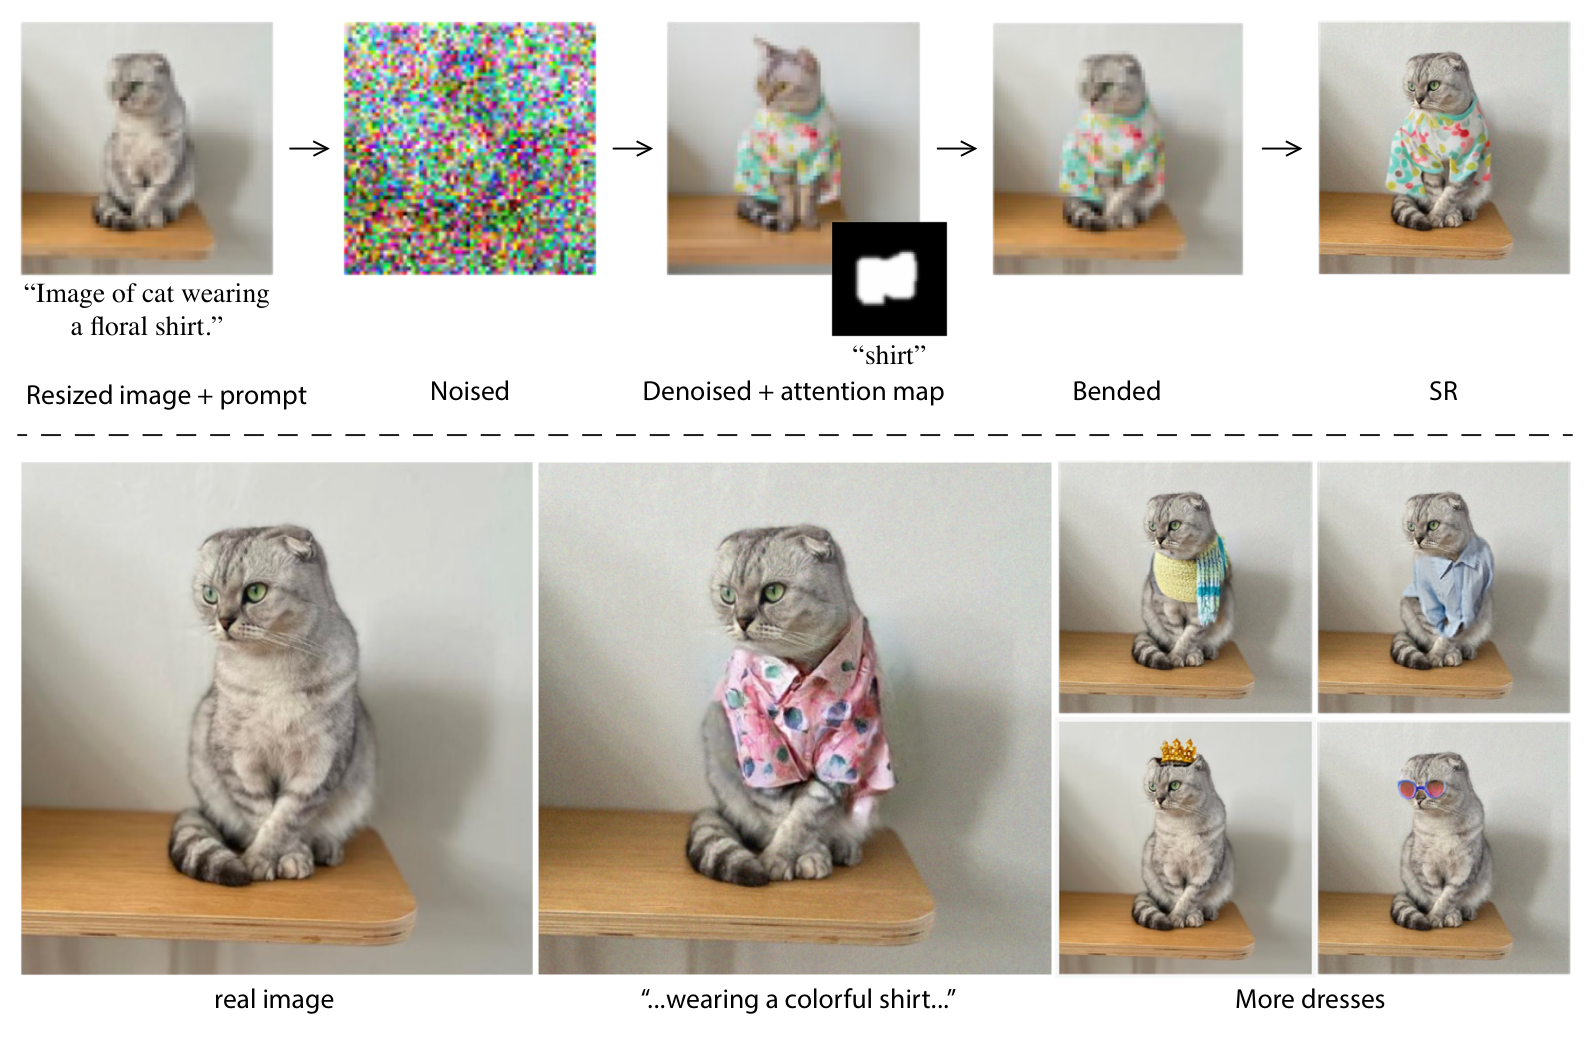 “Image of cat wearing
a floral shirt.”
“shirt”
Resized image + prompt
Noised
Denoised + attention map
Bended
SR
real image
“...wearing a colorful shirt...”
More dresses